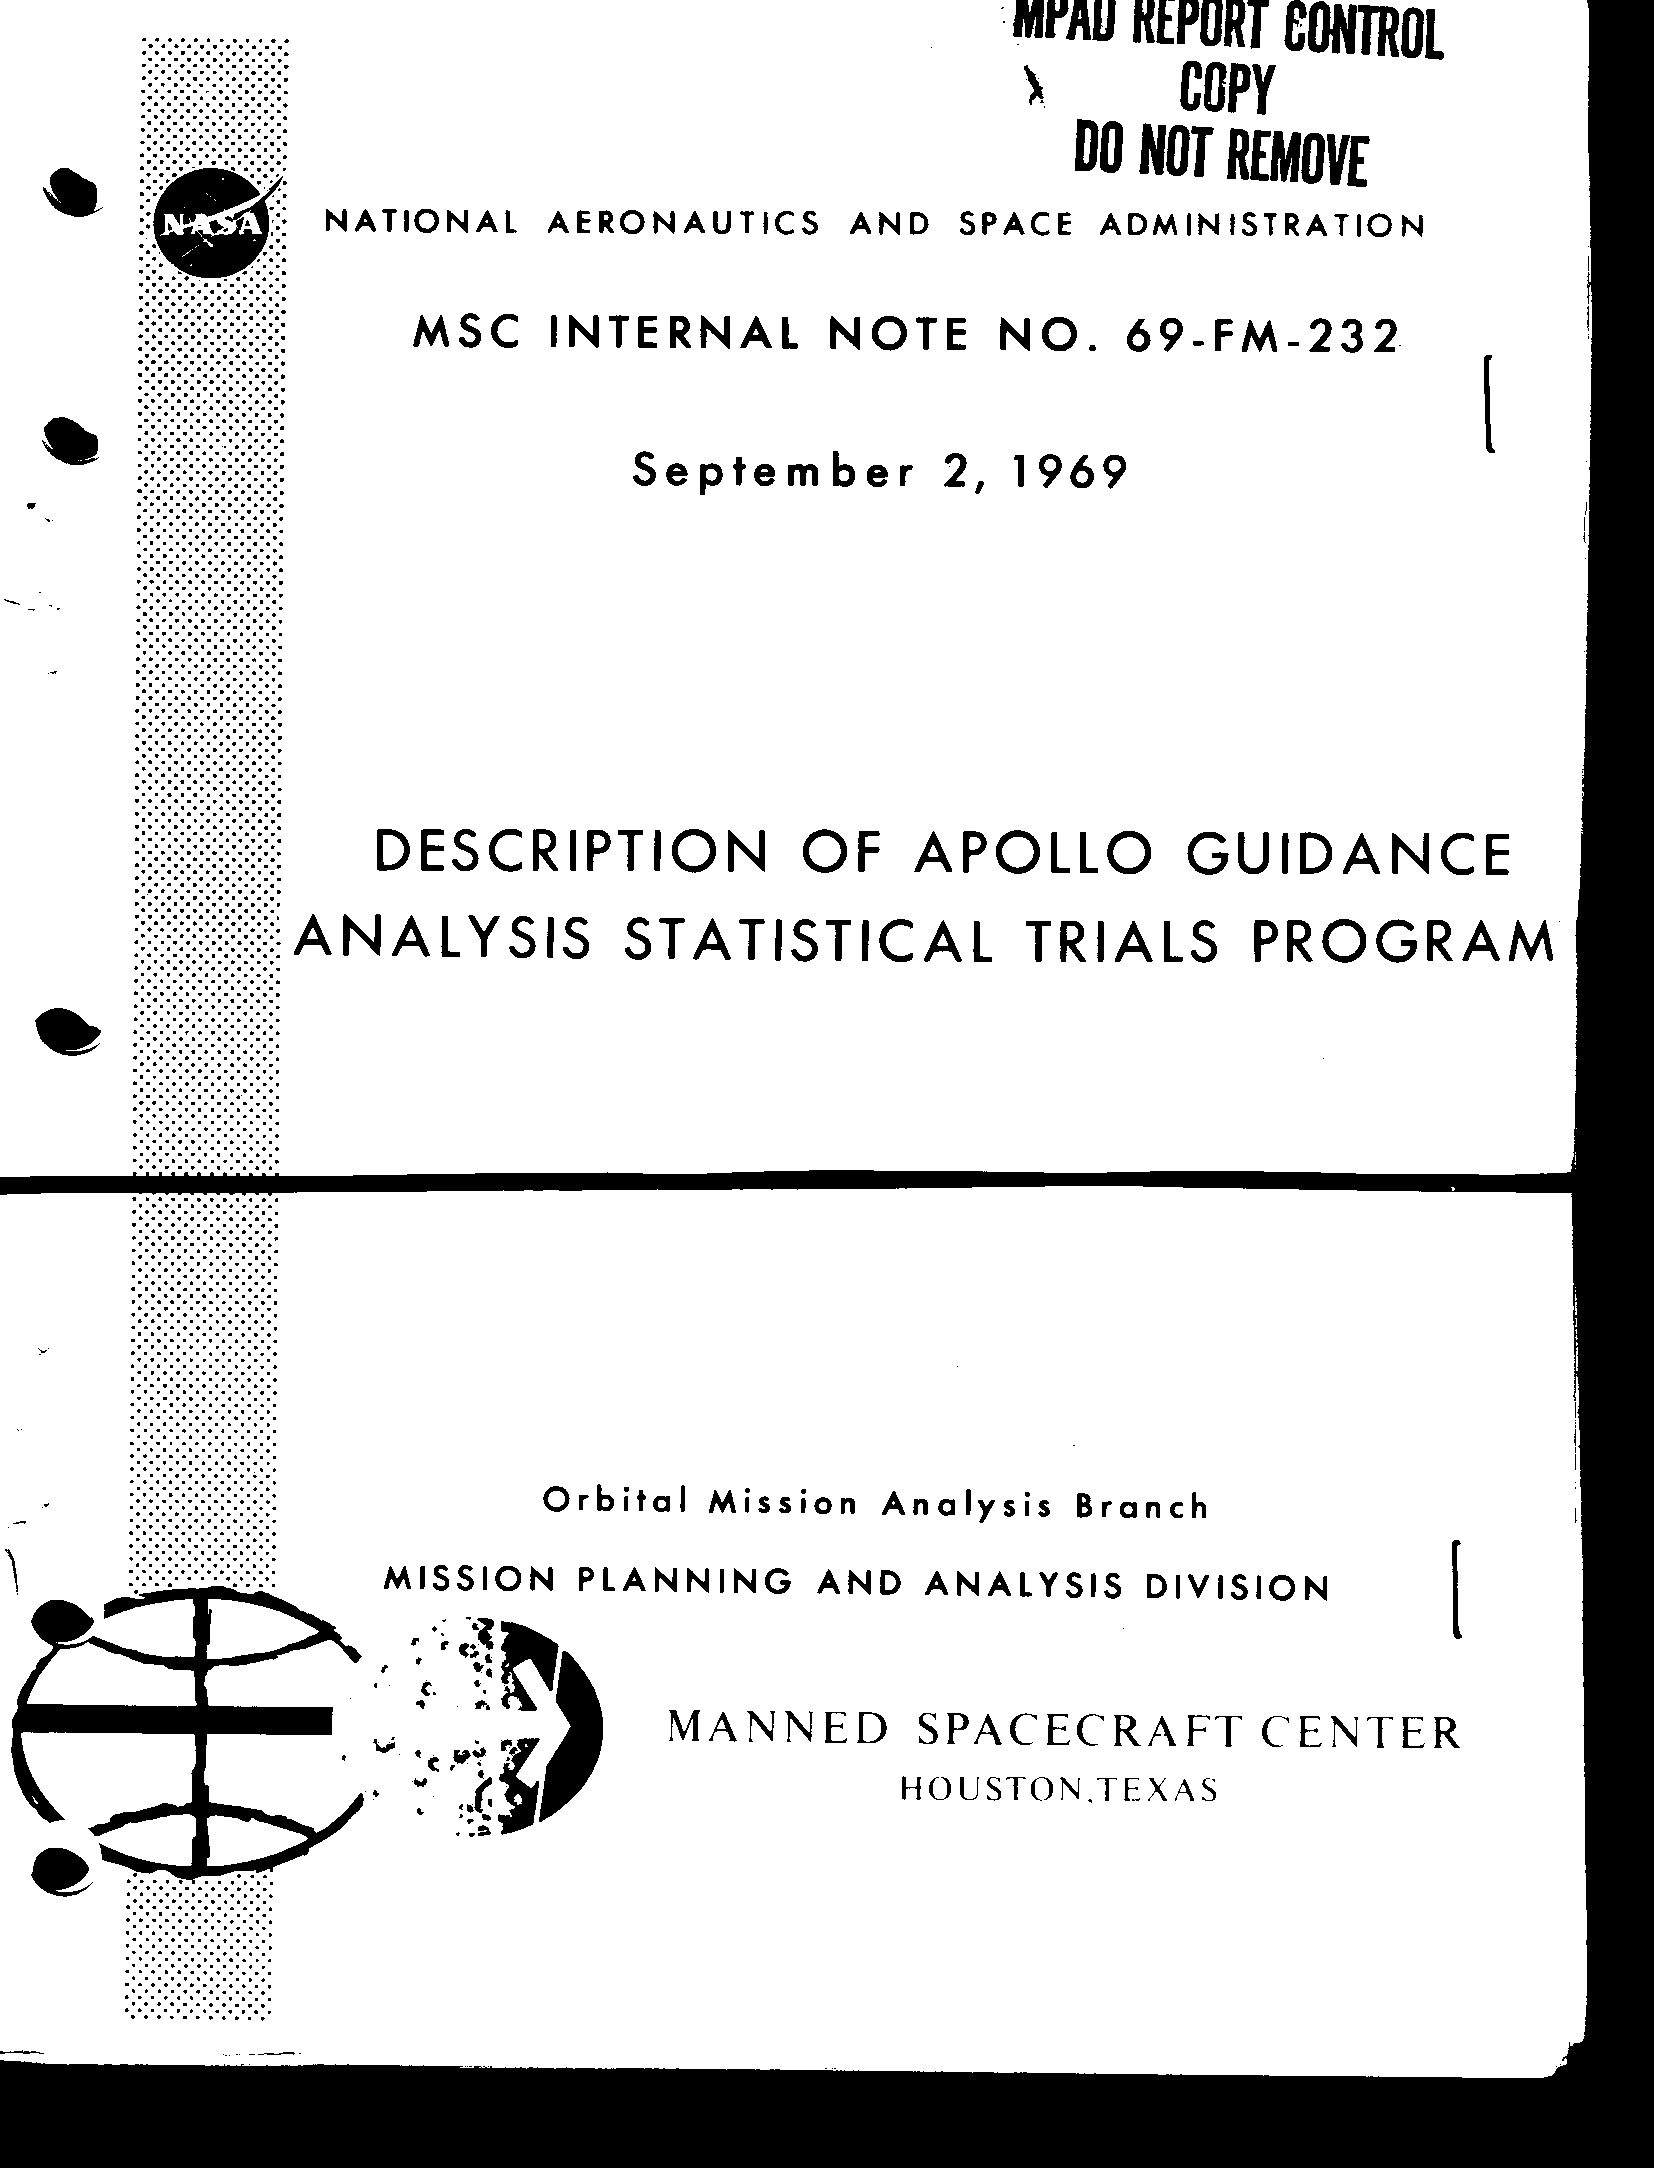 MPAD REPORT CONTROL
COPY
DO NOT REMOVE
NASA
NATIONAL AERONAUTICS AND SPACE ADMINISTRATION
MSC INTERNAL NOTE NO. 69-FM-232
September 2, 1969
DESCRIPTION OF APOLLO GUIDANCE
ANALYSIS STATISTICAL TRIALS PROGRAM
Orbital Mission Analysis Branch
MISSION PLANNING AND ANALYSIS DIVISION
MANNED SPACECRAFT CENTER
HOUSTON, TEXAS